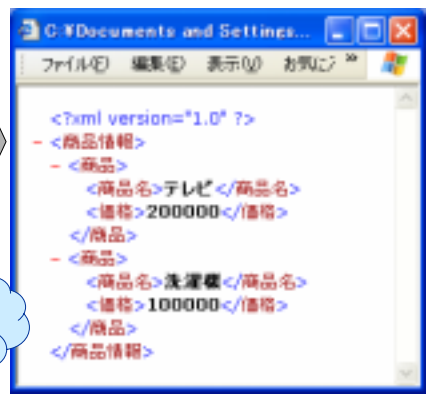 C:¥Documents and Settings...
ファイル(F) 編集(E) 表示(V) お気に入 »
<?xml version="1.0" ?>
- <商品情報>
- <商品>
<商品名>テレビ</商品名>
<価格>200000</価格>
</商品>
- <商品>
<商品名>洗濯機</商品名>
<価格>100000</価格>
</商品>
</商品情報>